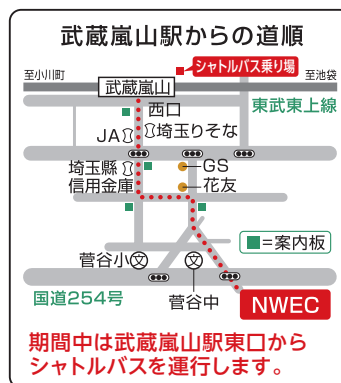 武蔵嵐山駅からの道順
シャトルバス乗り場
至小川町
武蔵嵐山
至池袋
西口
東武東上線
JA
埼玉りそな
埼玉縣
信用金庫
GS
花友
■=案内板
菅谷小
文
文
菅谷中
国道254号
NWEC
期間中は武蔵嵐山駅東口から
シャトルバスを運行します。